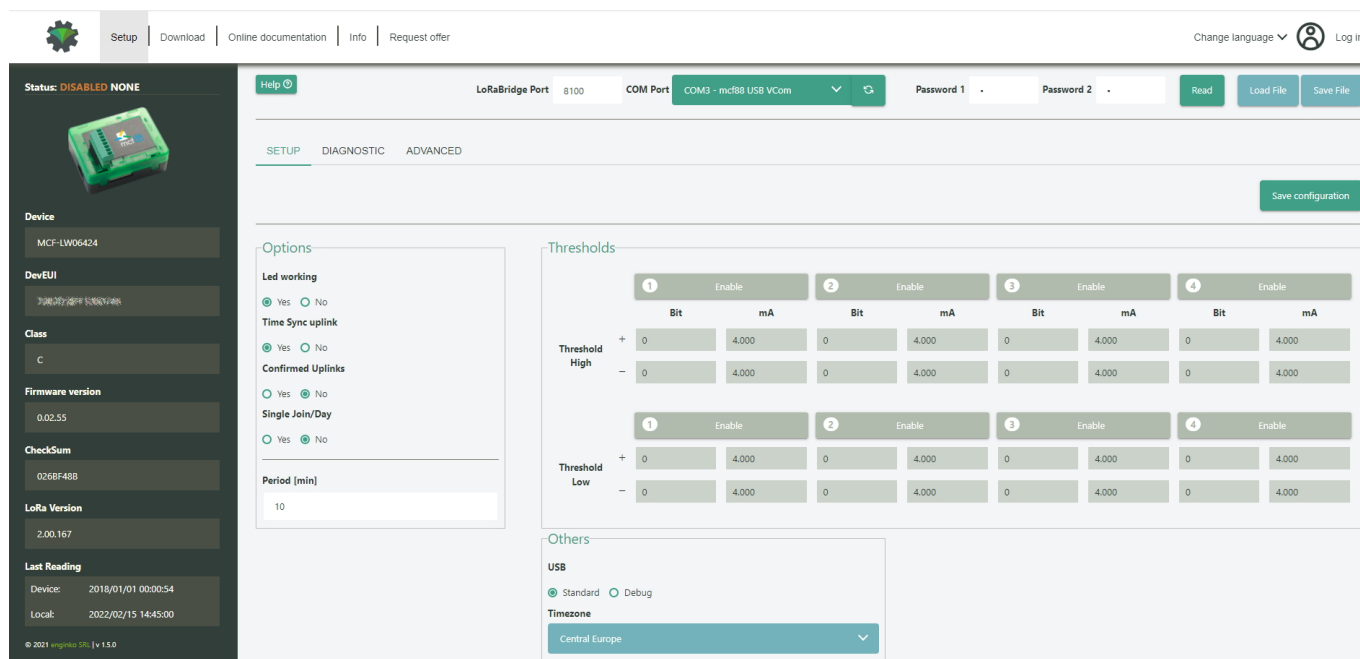 Setup Download Online documentation Info Request offer Change language Log in
Status: DISABLED NONE
mcf
Device
MCF-LW06424
DevEUI
Class
C
Firmware version
0.02.55
CheckSum
026BF48B
LoRa Version
2.00.167
Last Reading
Device: 2018/01/01 00:00:54
Local: 2022/02/15 14:45:00
© 2021 enginko SRL | v 1.5.0
Help ?
LoRaBridge Port 8100 COM Port COM3 - mcf88 USB VCom Password 1 . Password 2 . Read Load File Save File
SETUP DIAGNOSTIC ADVANCED
Save configuration
Options
Led working
Yes No
Time Sync uplink
Yes No
Confirmed Uplinks
Yes No
Single Join/Day
Yes No
Period [min]
10
Thresholds
1 Enable 2 Enable 3 Enable 4 Enable
Bit mA Bit mA Bit mA Bit mA
Threshold High
+ 0 4.000 0 4.000 0 4.000 0 4.000
− 0 4.000 0 4.000 0 4.000 0 4.000
1 Enable 2 Enable 3 Enable 4 Enable
Threshold Low
+ 0 4.000 0 4.000 0 4.000 0 4.000
− 0 4.000 0 4.000 0 4.000 0 4.000
Others
USB
Standard Debug
Timezone
Central Europe